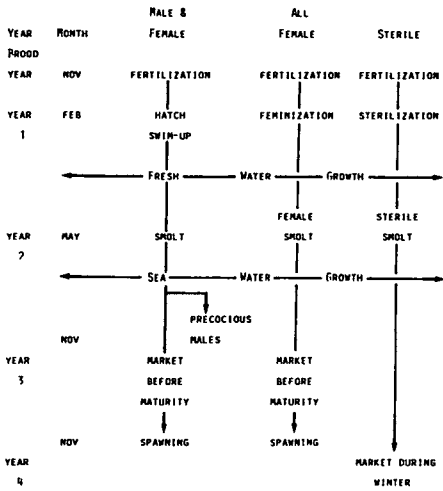 MALE & ALL
YEAR MONTH FEMALE FEMALE STERILE
BROOD
YEAR NOV FERTILIZATION FERTILIZATION FERTILIZATION
YEAR FEB HATCH FEMINIZATION STERILIZATION
1 SWIM-UP
FRESH WATER GROWTH
FEMALE STERILE
YEAR MAY SMOLT SMOLT SMOLT
2
SEA WATER GROWTH
PRECOCIOUS
NOV MALES
YEAR MARKET MARKET
3 BEFORE BEFORE
MATURITY MATURITY
NOV SPAWNING SPAWNING
YEAR MARKET DURING
4 WINTER